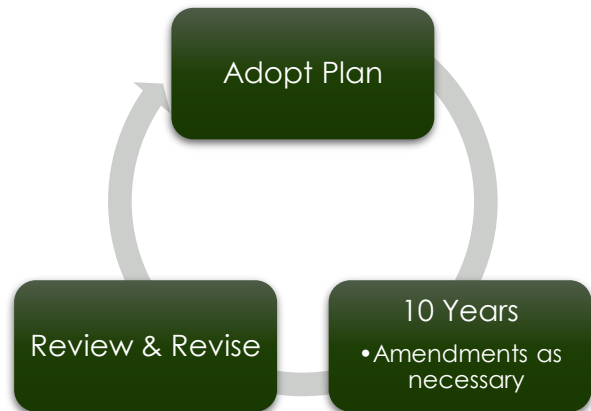 Adopt Plan
10 Years
•Amendments as
necessary
Review & Revise